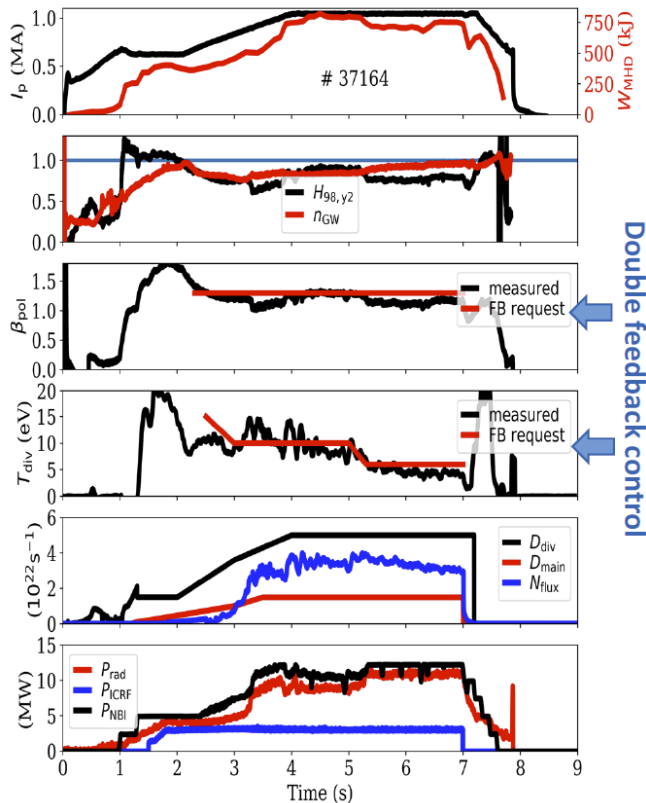 1.0
0.5
0.0
I_p (MA)
# 37164
750
500
250
0
W_MHD (kJ)
1.0
0.5
0.0
H_98,y2
n_GW
1.5
1.0
0.5
0.0
β_pol
measured
FB request
20
15
10
5
0
T_div (eV)
measured
FB request
Double feedback control
6
4
2
0
(10^22 s^−1)
D_div
D_main
N_flux
15
10
5
0
(MW)
P_rad
P_ICRF
P_NBI
0 1 2 3 4 5 6 7 8 9
Time (s)